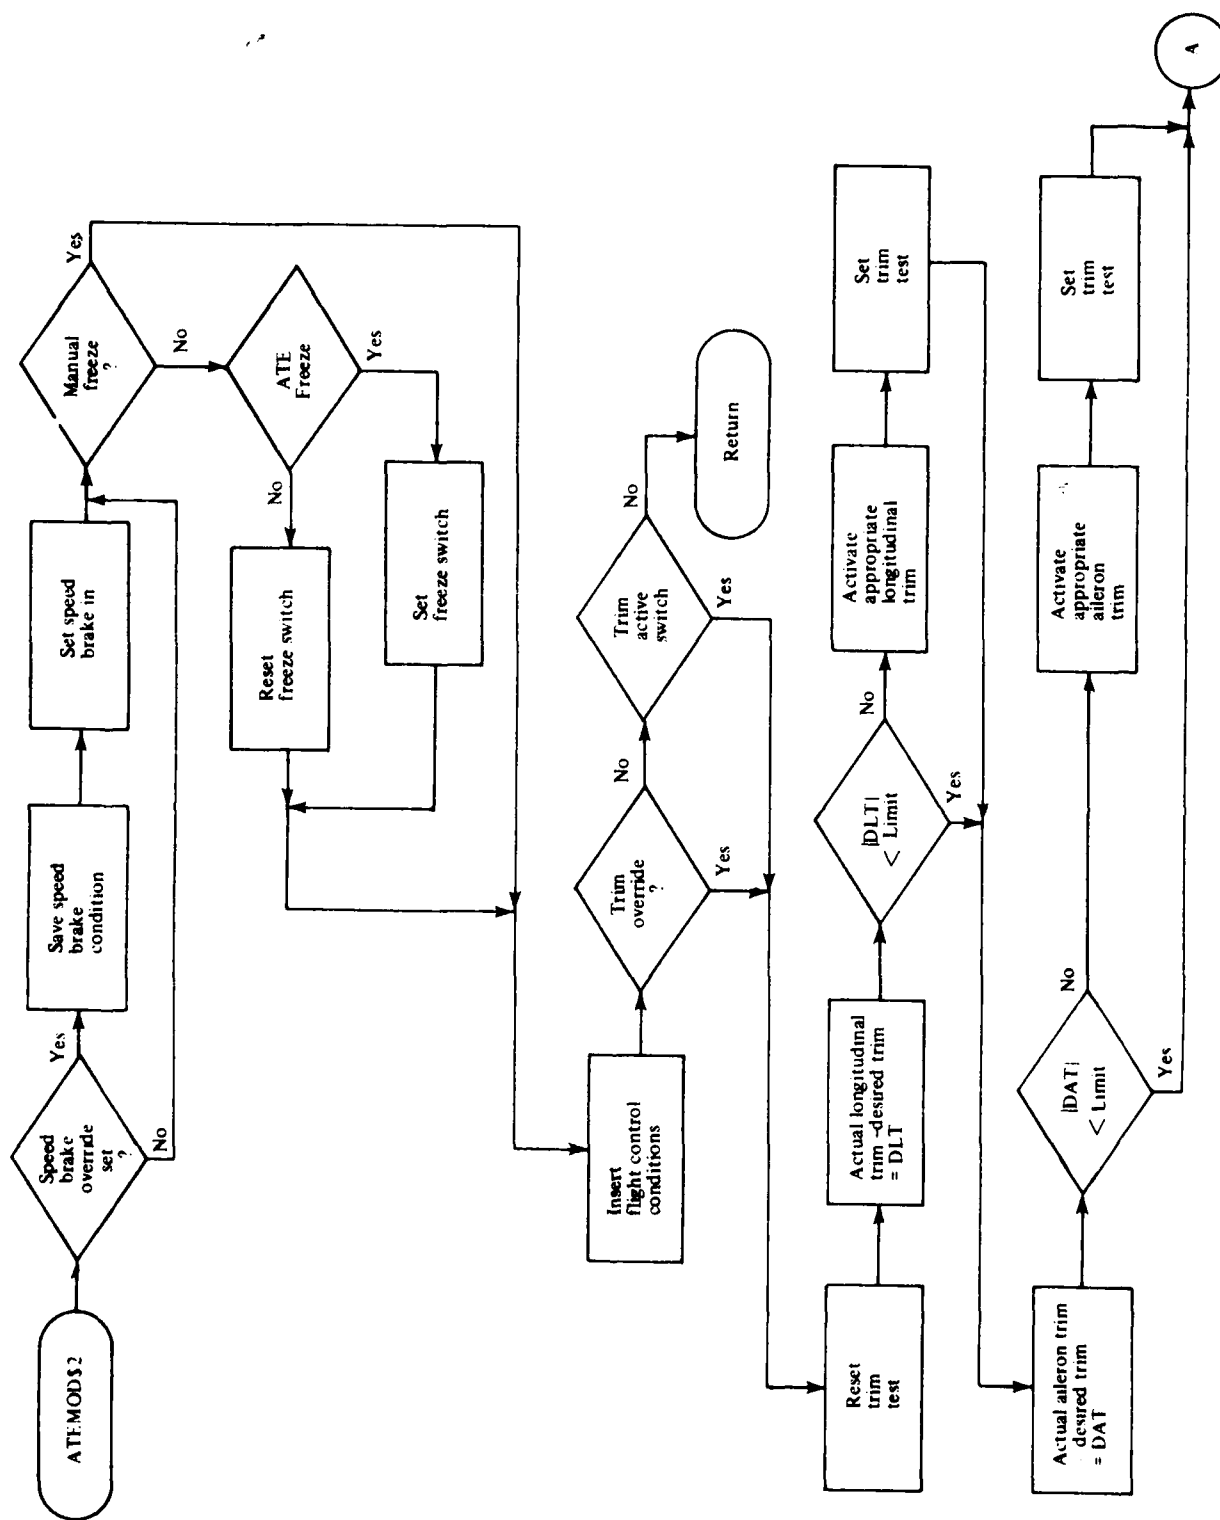 ATEMOD$2
Speed
brake
override
set
?
Yes
No
Save speed
brake
condition
Set speed
brake in
Manual
freeze
?
Yes
No
ATE
Freeze
No
Yes
Reset
freeze switch
Set
freeze switch
Insert
flight control
conditions
Trim
override
?
No
Yes
Trim
active
switch
No
Yes
Return
Reset
trim
test
Actual longitudinal
trim -desired trim
= DLT
|DLT|
< Limit
No
Yes
Activate
appropriate
longitudinal
trim
Set
trim
test
Actual aileron trim
- desired trim
= DAT
|DAT|
< Limit
No
Yes
Activate
appropriate
aileron
trim
Set
trim
test
A